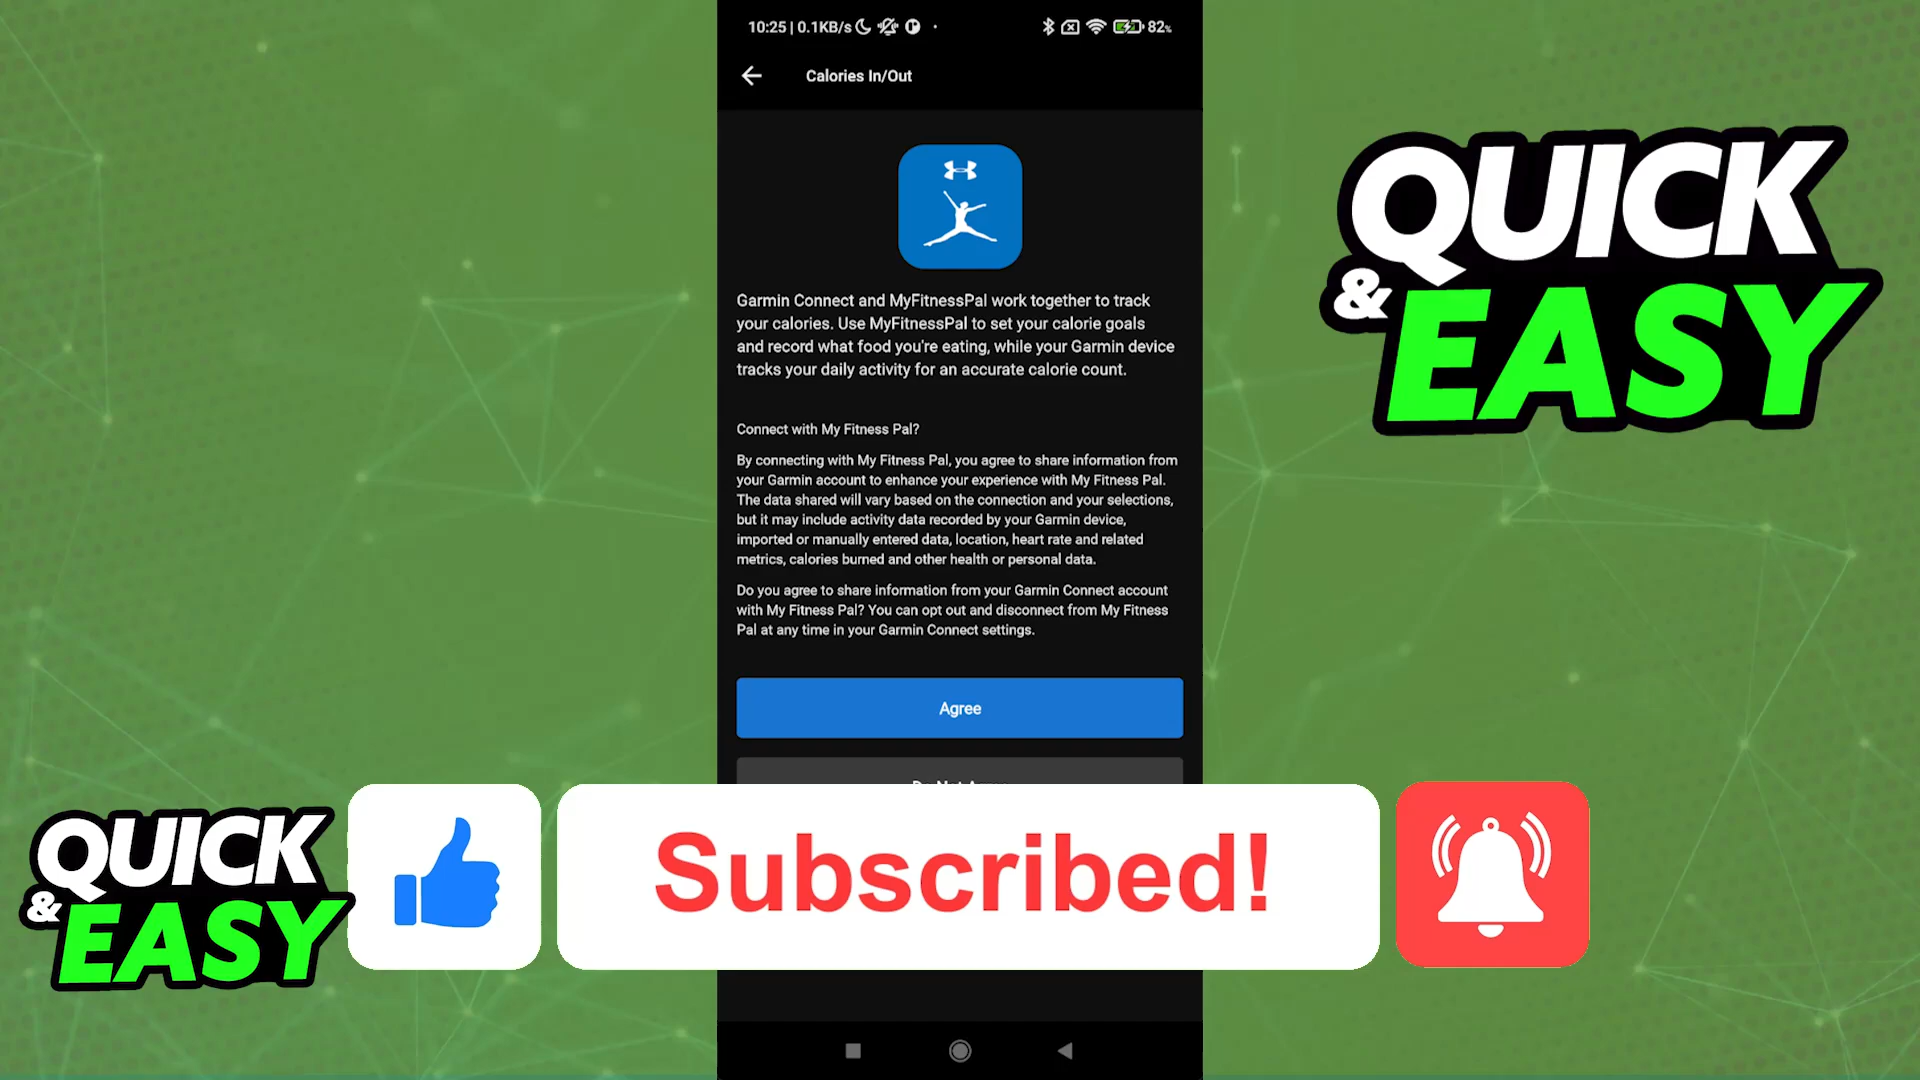 10:25 | 0.1KB/s
82%
Calories In/Out
QUICK
& EASY
Garmin Connect and MyFitnessPal work together to track
your calories. Use MyFitnessPal to set your calorie goals
and record what food you're eating, while your Garmin device
tracks your daily activity for an accurate calorie count.
Connect with My Fitness Pal?
By connecting with My Fitness Pal, you agree to share information from
your Garmin account to enhance your experience with My Fitness Pal.
The data shared will vary based on the connection and your selections,
but it may include activity data recorded by your Garmin device,
imported or manually entered data, location, heart rate and related
metrics, calories burned and other health or personal data.
Do you agree to share information from your Garmin Connect account
with My Fitness Pal? You can opt out and disconnect from My Fitness
Pal at any time in your Garmin Connect settings.
Agree
Do Not Agree
QUICK
& EASY
Subscribed!